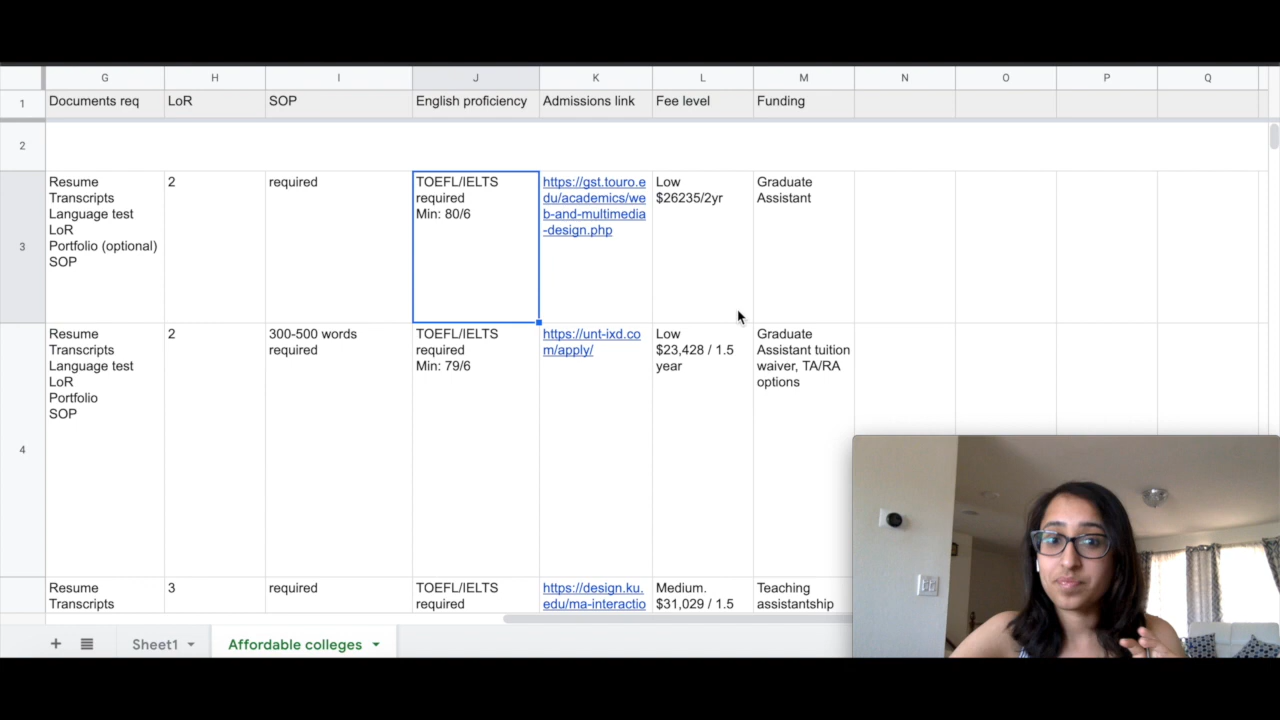 G H I J K L M N O P Q
1 Documents req LoR SOP English proficiency Admissions link Fee level Funding
2
3
Resume
Transcripts
Language test
LoR
Portfolio (optional)
SOP
2
required
TOEFL/IELTS
required
Min: 80/6
https://gst.touro.e
du/academics/we
b-and-multimedia
-design.php
Low
$26235/2yr
Graduate
Assistant
4
Resume
Transcripts
Language test
LoR
Portfolio
SOP
2
300-500 words
required
TOEFL/IELTS
required
Min: 79/6
https://unt-ixd.co
m/apply/
Low
$23,428 / 1.5
year
Graduate
Assistant tuition
waiver, TA/RA
options
Resume
Transcripts
3
required
TOEFL/IELTS
required
https://design.ku.
edu/ma-interactio
Medium.
$31,029 / 1.5
Teaching
assistantship
+ Sheet1 Affordable colleges